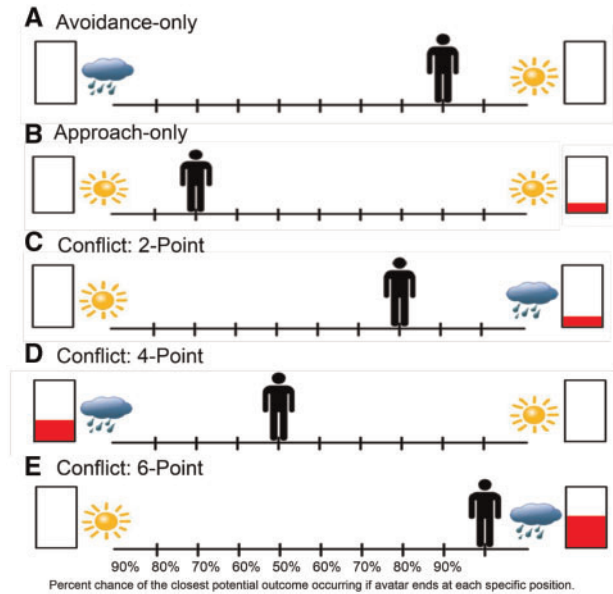 A Avoidance-only
B Approach-only
C Conflict: 2-Point
D Conflict: 4-Point
E Conflict: 6-Point
90% 80% 70% 60% 50% 60% 70% 80% 90%
Percent chance of the closest potential outcome occurring if avatar ends at each specific position.